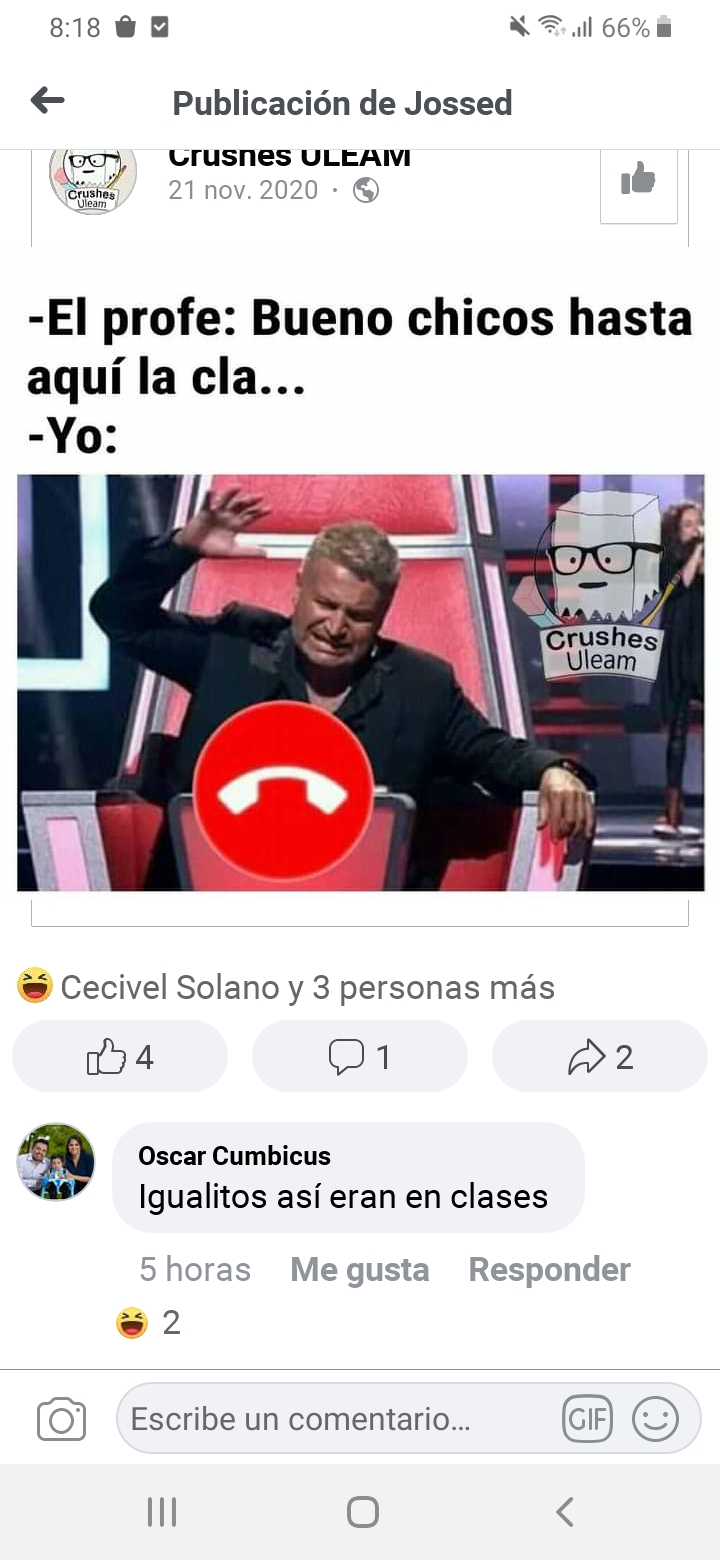 8:18
66%
Publicación de Jossed
Crushes ULEAM
21 nov. 2020 ·
Crushes
Uleam
-El profe: Bueno chicos hasta
aquí la cla...
-Yo:
Crushes
Uleam
Cecivel Solano y 3 personas más
4
1
2
Oscar Cumbicus
Igualitos así eran en clases
5 horas
Me gusta
Responder
2
Escribe un comentario...
GIF